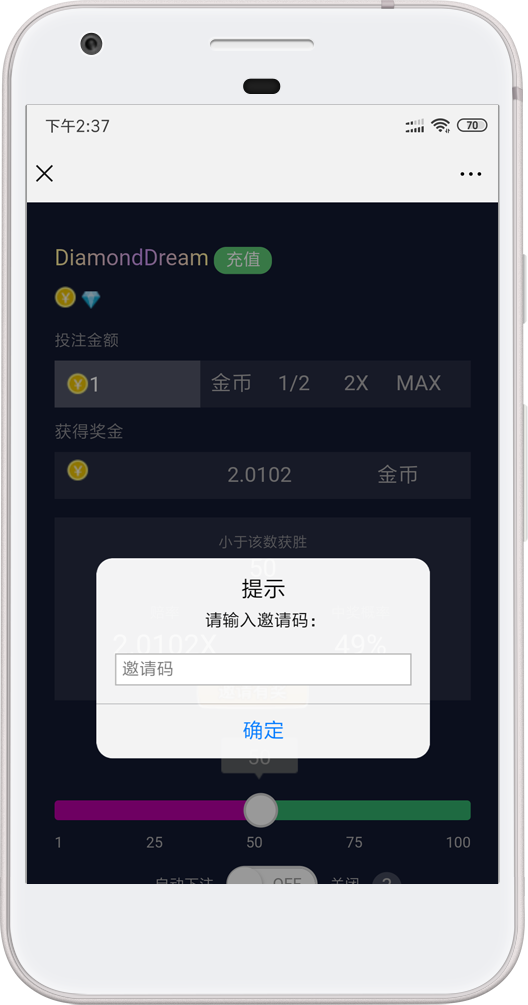 下午2:37
70
DiamondDream 充值
投注金额
1 金币 1/2 2X MAX
获得奖金
2.0102 金币
小于该数获胜
50
提示
请输入邀请码:
2.0102X 49%
邀请码
确定
50
1 25 50 75 100
自动下注 OFF 关闭 ?